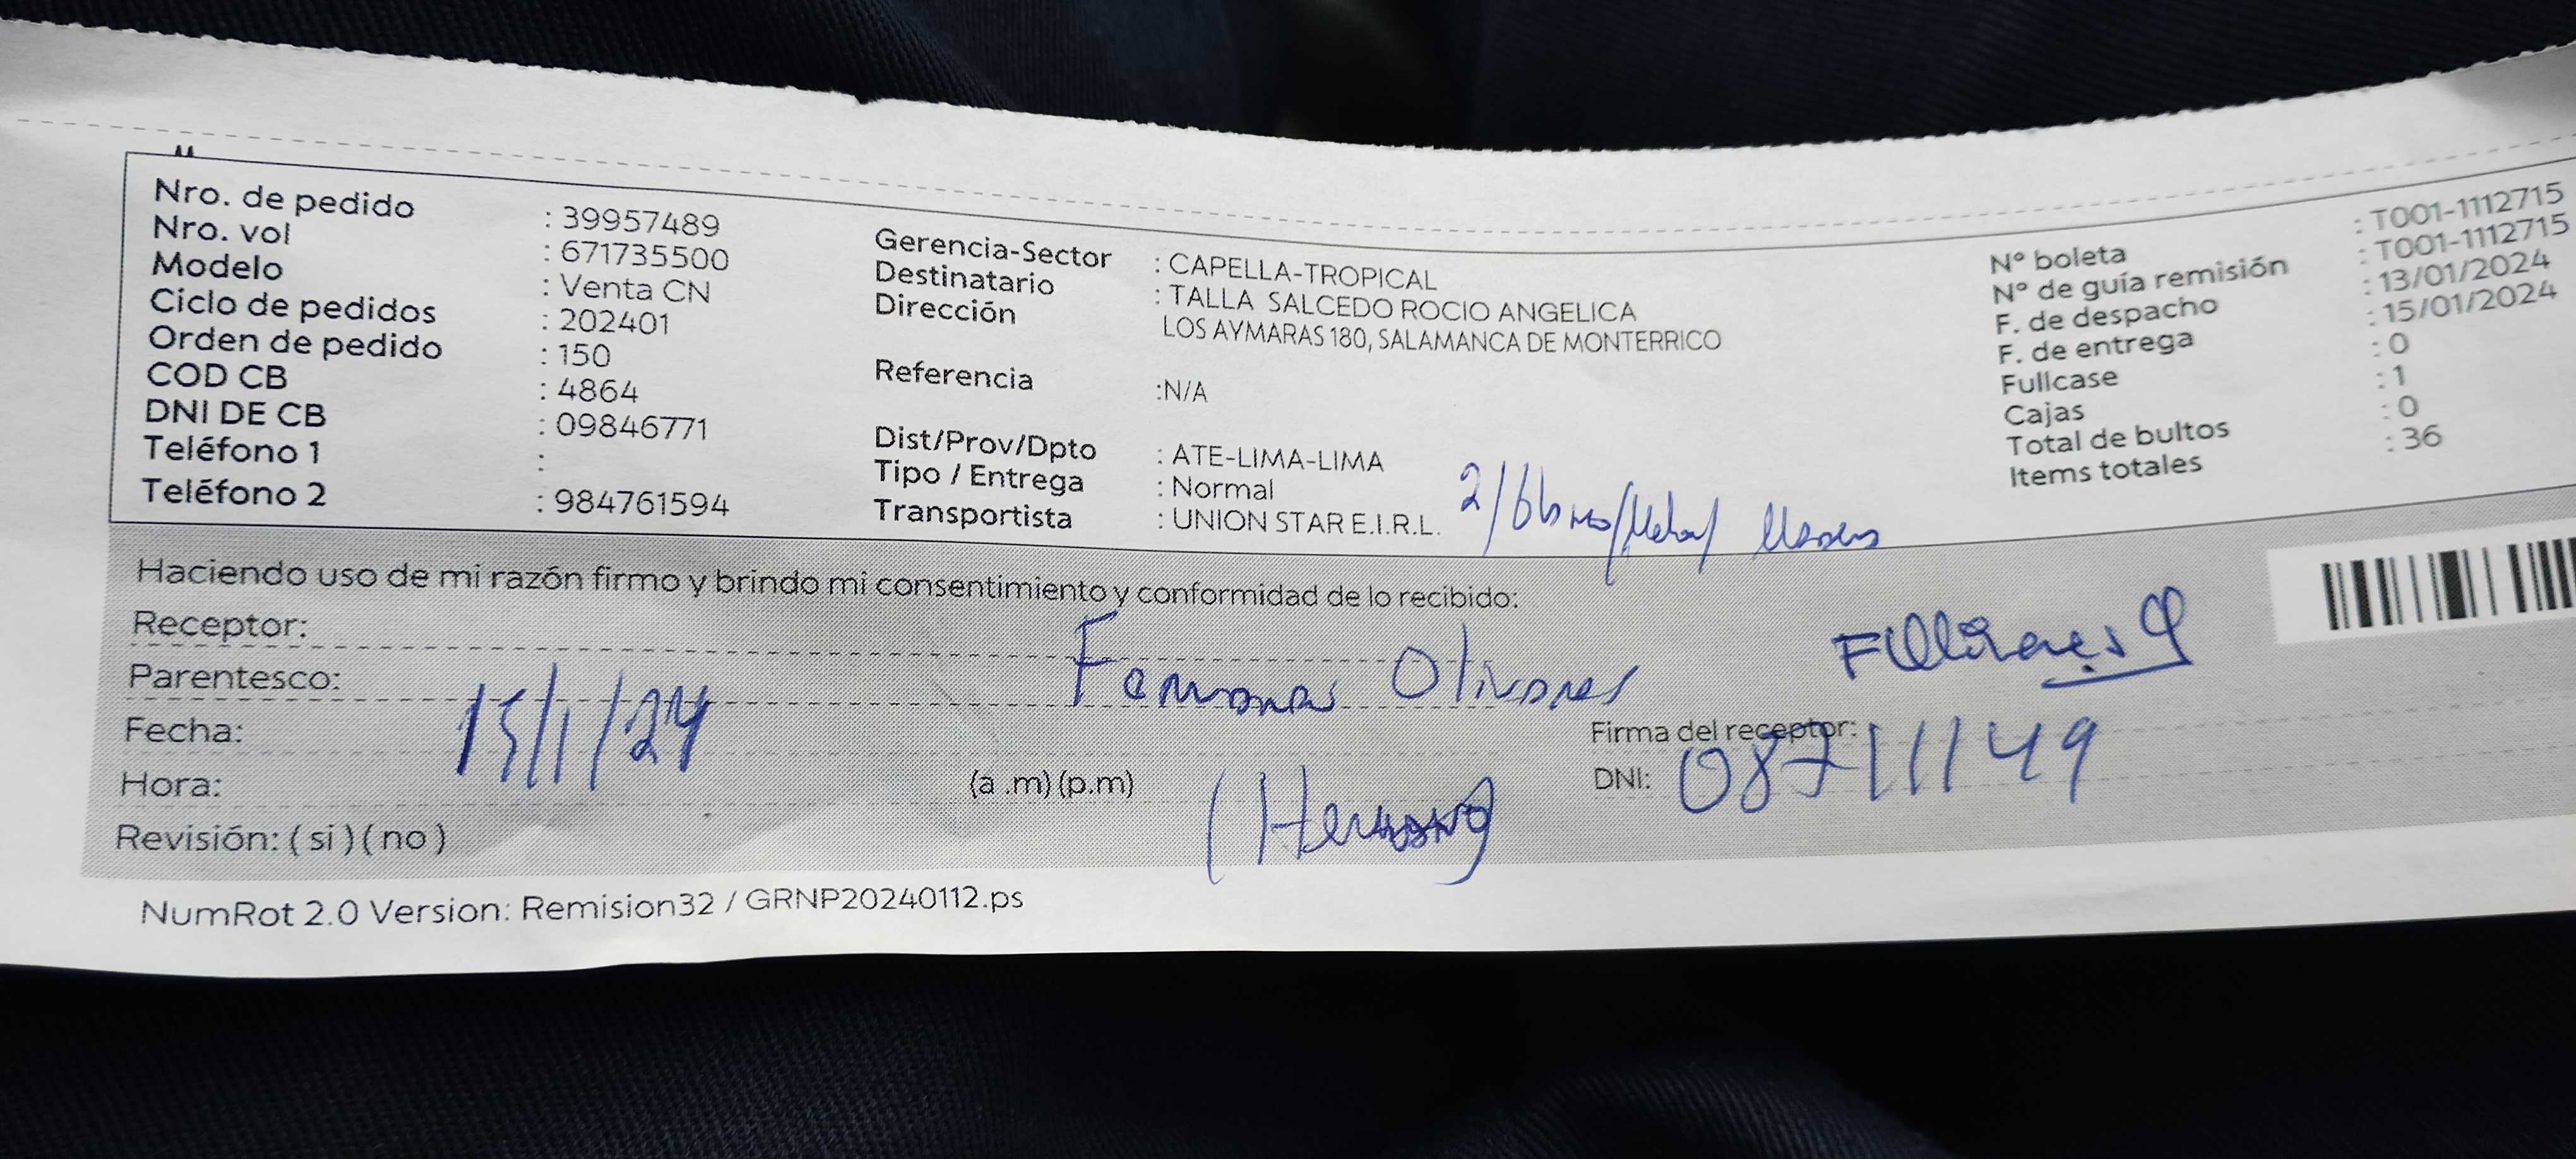 Nro. de pedido : 39957489
Nro. vol : 671735500
Modelo : Venta CN
Ciclo de pedidos : 202401
Orden de pedido : 150
COD CB : 4864
DNI DE CB : 09846771
Teléfono 1 :
Teléfono 2 : 984761594
Gerencia-Sector : CAPELLA-TROPICAL
Destinatario : TALLA SALCEDO ROCIO ANGELICA
Dirección LOS AYMARAS 180, SALAMANCA DE MONTERRICO
Referencia :N/A
Dist/Prov/Dpto : ATE-LIMA-LIMA
Tipo / Entrega : Normal
Transportista : UNION STAR E.I.R.L.
N° boleta : T001-1112715
N° de guía remisión : T001-1112715
F. de despacho : 13/01/2024
F. de entrega : 15/01/2024
Fullcase : 0
Cajas : 1
Total de bultos : 0
Items totales : 36
Haciendo uso de mi razón firmo y brindo mi consentimiento y conformidad de lo recibido:
Receptor:
Parentesco: Olivares
Fecha: 15/1/24
Firma del receptor:
Hora: (a .m) (p.m)
DNI: 08711149
(Hermano)
Revisión: ( si ) ( no )
NumRot 2.0 Version: Remision32 / GRNP20240112.ps